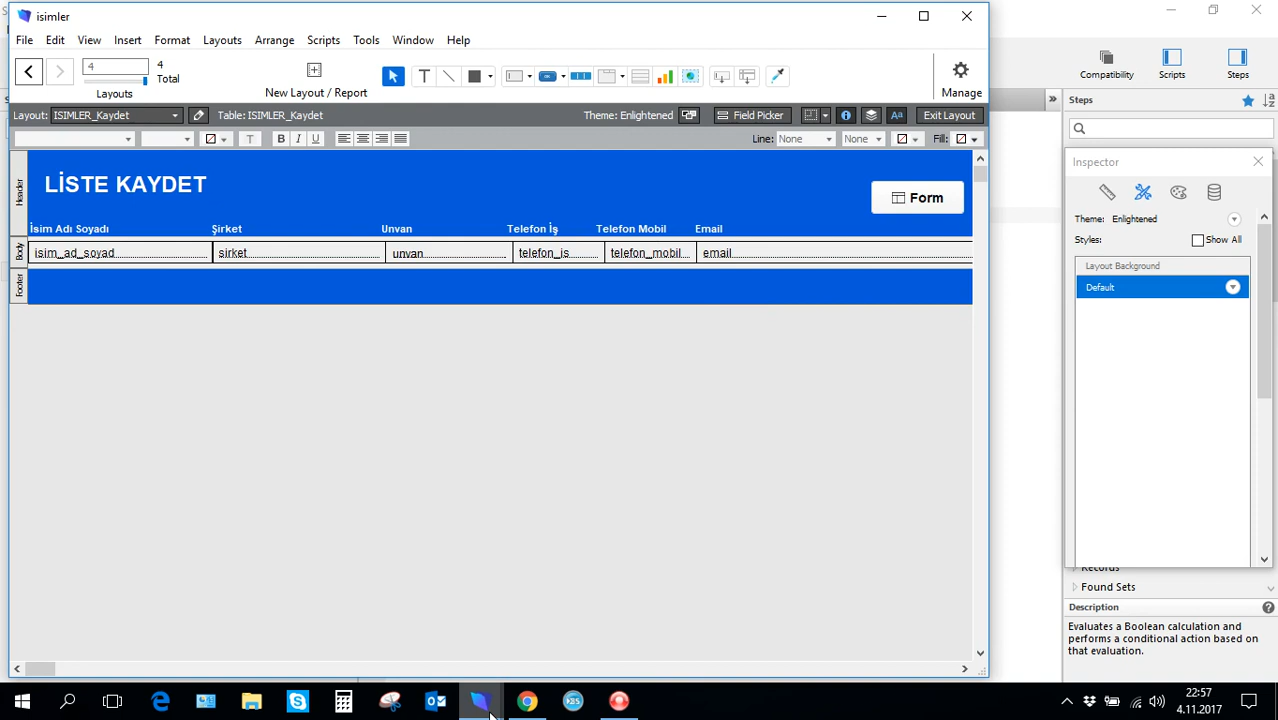 isimler
File Edit View Insert Format Layouts Arrange Scripts Tools Window Help
4
4
Total
Layouts
New Layout / Report
T
Manage
Compatibility
Scripts
Steps
Layout: ISIMLER_Kaydet
Table: ISIMLER_Kaydet
Theme: Enlightened
Field Picker
Aa
Exit Layout
B I U
Line: None
None
Fill:
Steps
Header
LİSTE KAYDET
Form
İsim Adı Soyadı
Şirket
Unvan
Telefon İş
Telefon Mobil
Email
Body
isim_ad_soyad
sirket
unvan
telefon_is
telefon_mobil
email
Footer
Inspector
Theme: Enlightened
Styles:
Show All
Layout Background
Default
Records
Found Sets
Description
Evaluates a Boolean calculation and
performs a conditional action based on
that evaluation.
22:57
4.11.2017